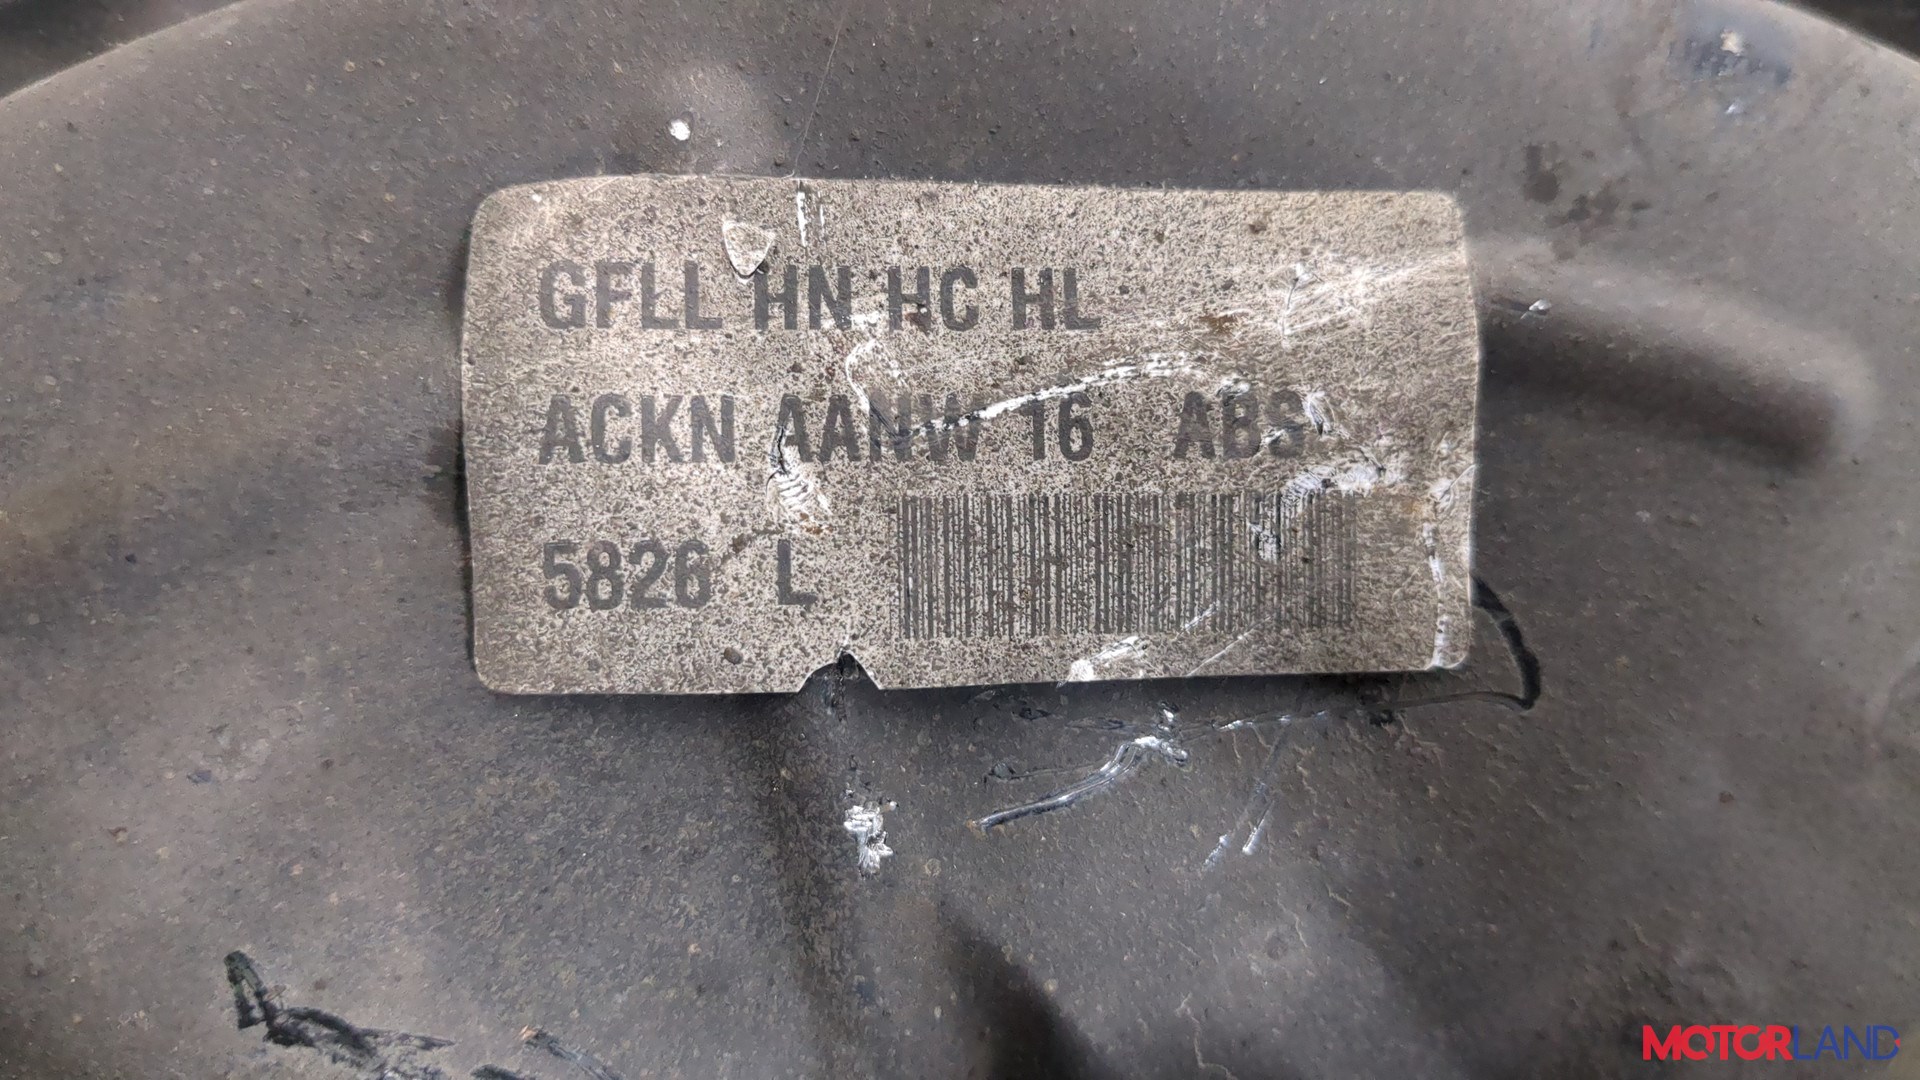 GFLL HN HC HL
ACKN AANW 16 ABS
5826 L
MOTORLAND